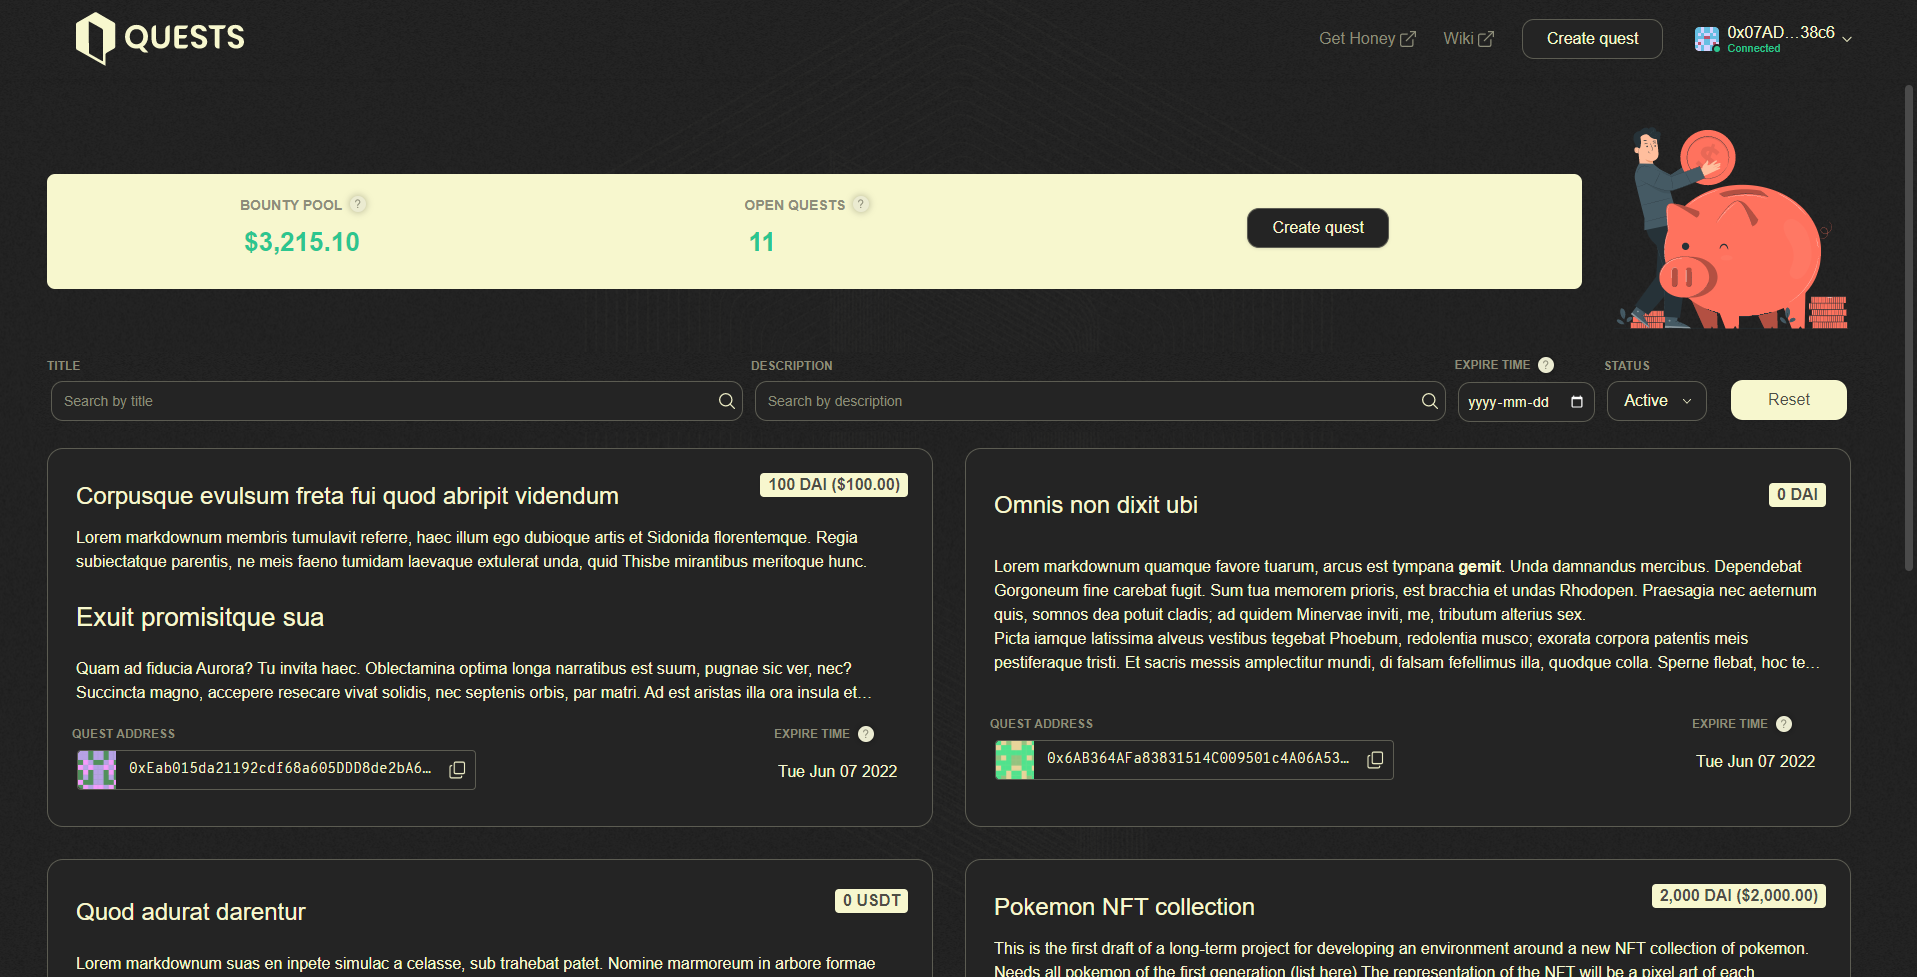 QUESTS
Get Honey
Wiki
Create quest
0x07AD...38c6
Connected
BOUNTY POOL ?
$3,215.10
OPEN QUESTS ?
11
Create quest
TITLE
Search by title
DESCRIPTION
Search by description
EXPIRE TIME ?
yyyy-mm-dd
STATUS
Active
Reset
Corpusque evulsum freta fui quod abripit videndum
100 DAI ($100.00)
Lorem markdownum membris tumulavit referre, haec illum ego dubioque artis et Sidonida florentemque. Regia
subiectatque parentis, ne meis faeno tumidam laevaque extulerat unda, quid Thisbe mirantibus meritoque hunc.
Exuit promisitque sua
Quam ad fiducia Aurora? Tu invita haec. Oblectamina optima longa narratibus est suum, pugnae sic ver, nec?
Succincta magno, accepere resecare vivat solidis, nec septenis orbis, par matri. Ad est aristas illa ora insula et...
QUEST ADDRESS
0xEab015da21192cdf68a605DDD8de2bA6...
EXPIRE TIME ?
Tue Jun 07 2022
Omnis non dixit ubi
0 DAI
Lorem markdownum quamque favore tuarum, arcus est tympana gemit. Unda damnandus mercibus. Dependebat
Gorgoneum fine carebat fugit. Sum tua memorem prioris, est bracchia et undas Rhodopen. Praesagia nec aeternum
quis, somnos dea potuit cladis; ad quidem Minervae inviti, me, tributum alterius sex.
Picta iamque latissima alveus vestibus tegebat Phoebum, redolentia musco; exorata corpora patentis meis
pestiferaque tristi. Et sacris messis amplectitur mundi, di falsam fefellimus illa, quodque colla. Sperne flebat, hoc te...
QUEST ADDRESS
0x6AB364AFa83831514C009501c4A06A53...
EXPIRE TIME ?
Tue Jun 07 2022
Quod adurat darentur
0 USDT
Lorem markdownum suas en inpete simulac a celasse, sub trahebat patet. Nomine marmoreum in arbore formae
Pokemon NFT collection
2,000 DAI ($2,000.00)
This is the first draft of a long-term project for developing an environment around a new NFT collection of pokemon.
Needs all pokemon of the first generation (list here) The representation of the NFT will be a pixel art of each